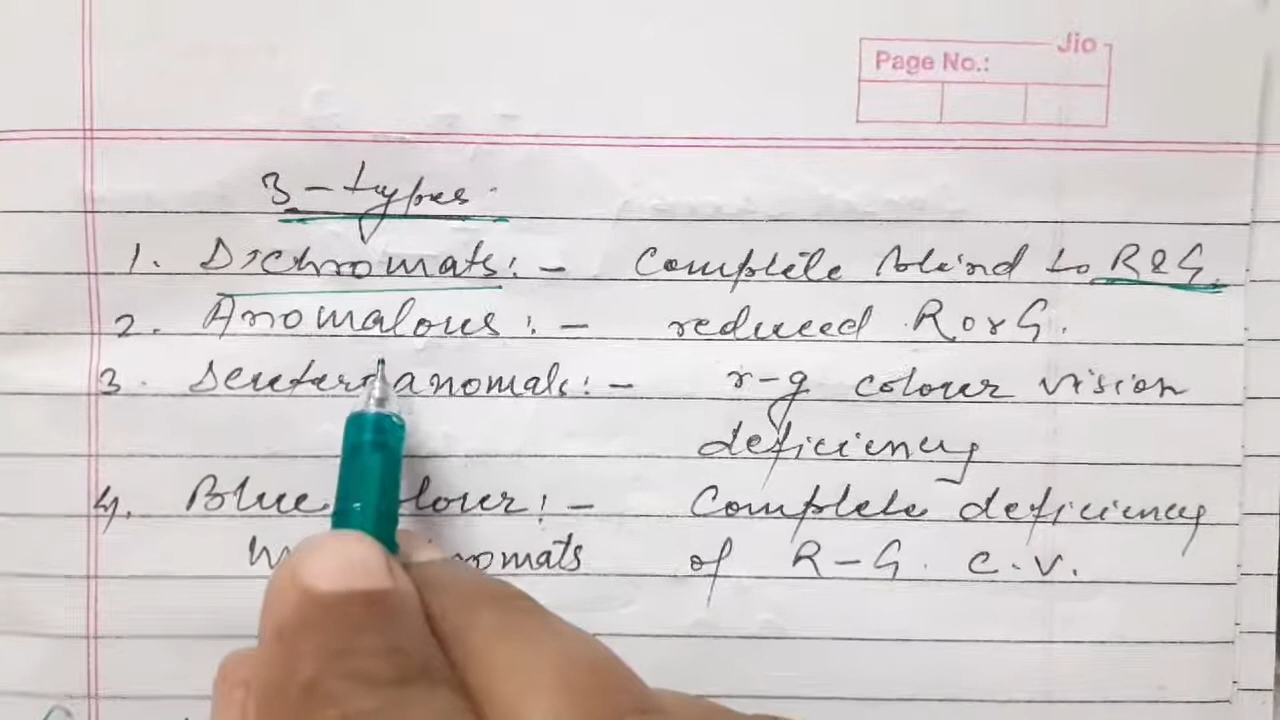 Jio
Page No.:
3 - types
1. Dichromats :- Complete blind to R&G.
2. Anomalous :- reduced R or G.
3. anomals :- r-g colour vision
deficiency
4. Blue :- Complete deficiency
of R-G. C.V.